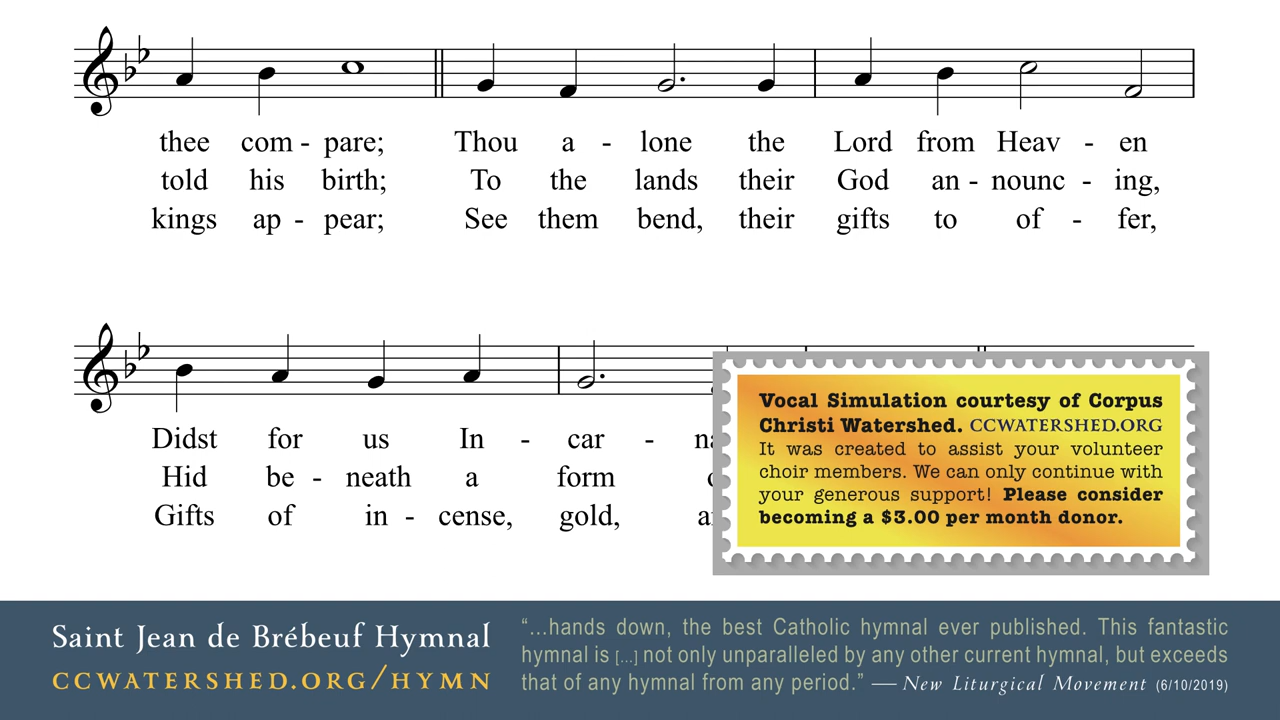 thee com - pare; Thou a - lone the Lord from Heav - en
told his birth; To the lands their God an - nounc - ing,
kings ap - pear; See them bend, their gifts to of - fer,
Didst for us In - car -
Hid be - neath a form
Gifts of in - cense, gold,
Vocal Simulation courtesy of Corpus
Christi Watershed. CCWATERSHED.ORG
It was created to assist your volunteer
choir members. We can only continue with
your generous support! Please consider
becoming a $3.00 per month donor.
Saint Jean de Brébeuf Hymnal
CCWATERSHED.ORG/HYMN
“...hands down, the best Catholic hymnal ever published. This fantastic
hymnal is [...] not only unparalleled by any other current hymnal, but exceeds
that of any hymnal from any period.” — New Liturgical Movement (6/10/2019)